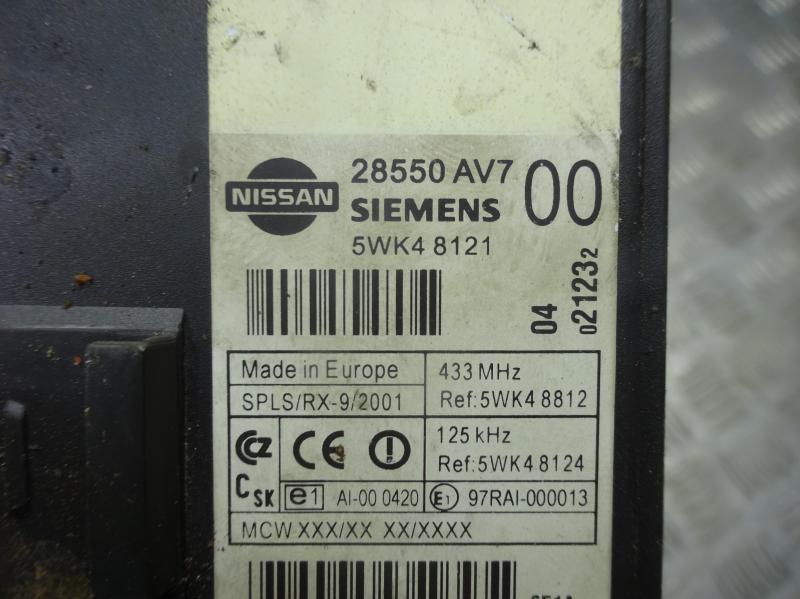 NISSAN
28550 AV7 00
SIEMENS
5WK4 8121
04
021232
Made in Europe
433 MHz
SPLS/RX-9/2001
Ref:5WK4 8812
CZ
CE
125 kHz
Ref:5WK4 8124
CSK
e1
AI-00 0420
E1
97RAI-000013
MCW XXX/XX XX/XXXX